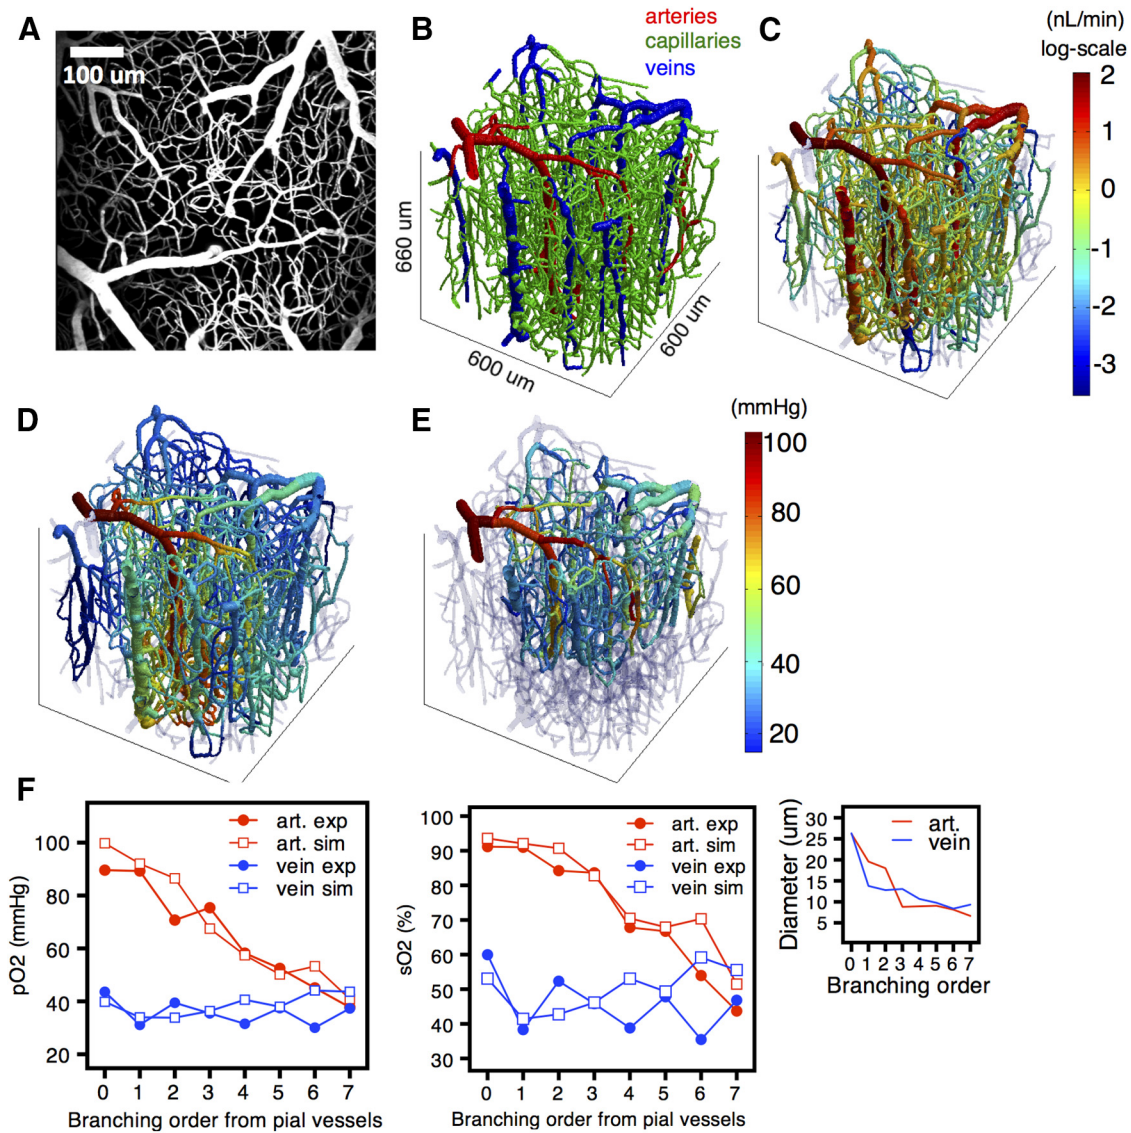 A
100 um
B
arteries
capillaries
veins
660 um
600 um
600 um
C
(nL/min)
log-scale
2
1
0
-1
-2
-3
D
E
(mmHg)
100
80
60
40
20
F
pO2 (mmHg)
100
80
60
40
20
art. exp
art. sim
vein exp
vein sim
0 1 2 3 4 5 6 7
Branching order from pial vessels
sO2 (%)
100
90
80
70
60
50
40
30
art. exp
art. sim
vein exp
vein sim
0 1 2 3 4 5 6 7
Branching order from pial vessels
Diameter (um)
30
25
20
15
10
5
art.
vein
0 1 2 3 4 5 6 7
Branching order